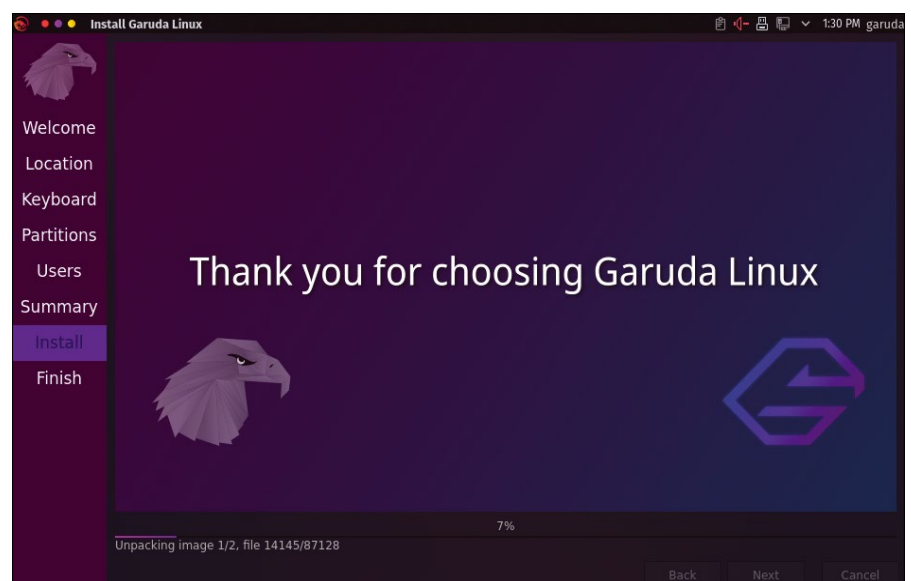 Install Garuda Linux
1:30 PM garuda
Welcome
Location
Keyboard
Partitions
Users
Summary
Install
Finish
Thank you for choosing Garuda Linux
7%
Unpacking image 1/2, file 14145/87128
Back Next Cancel